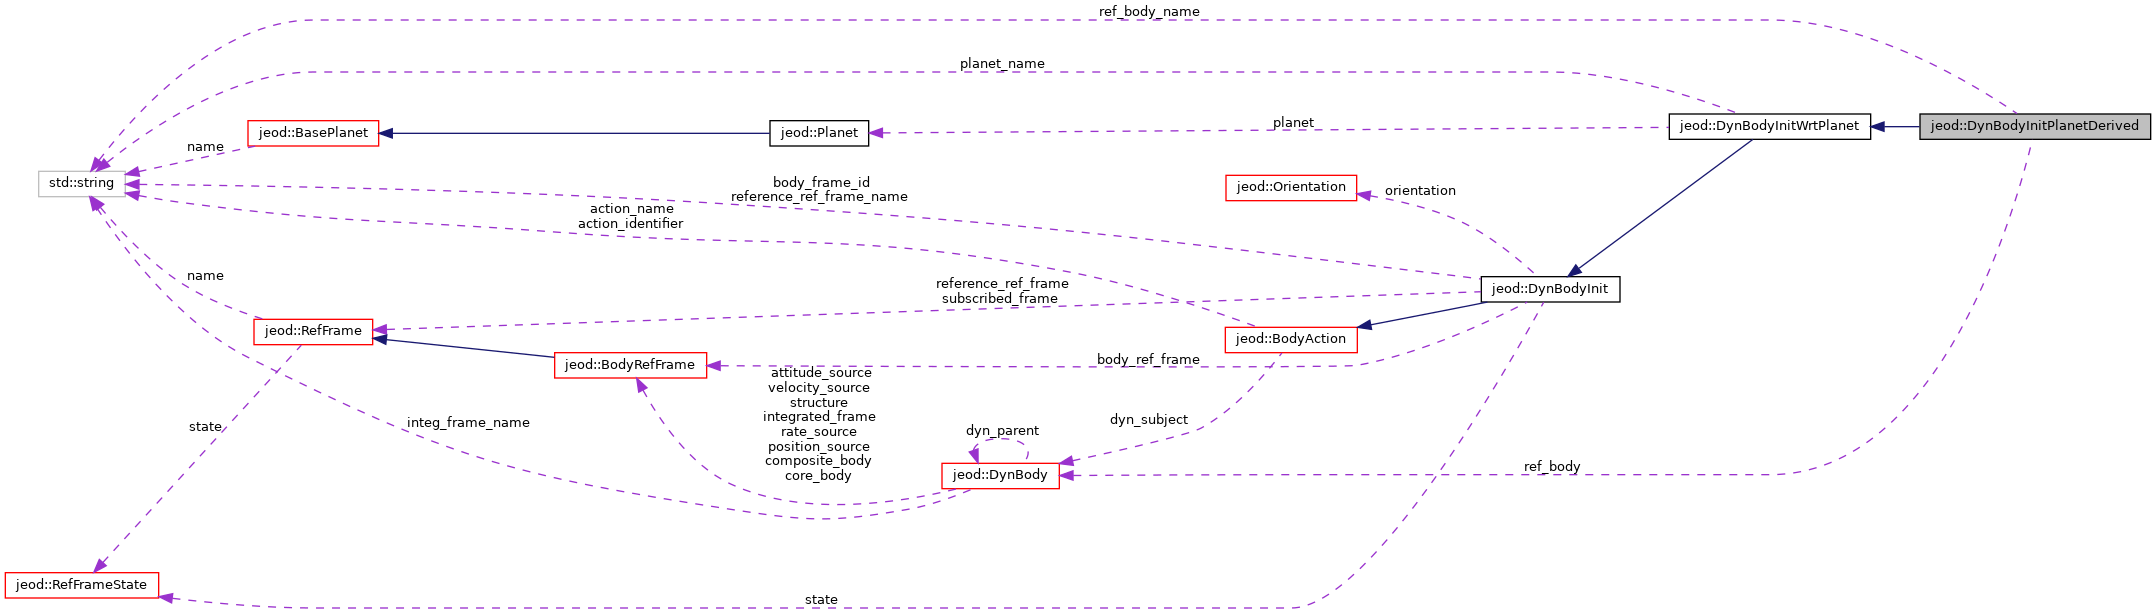 ref_body_name
planet_name
planet
jeod::BasePlanet
jeod::Planet
jeod::DynBodyInitWrtPlanet
jeod::DynBodyInitPlanetDerived
name
std::string
body_frame_id
reference_ref_frame_name
jeod::Orientation
orientation
action_name
action_identifier
name
reference_ref_frame
subscribed_frame
jeod::DynBodyInit
jeod::RefFrame
jeod::BodyAction
jeod::BodyRefFrame
body_ref_frame
attitude_source
velocity_source
structure
integrated_frame
rate_source
position_source
composite_body
core_body
state
integ_frame_name
dyn_subject
dyn_parent
jeod::DynBody
ref_body
jeod::RefFrameState
state